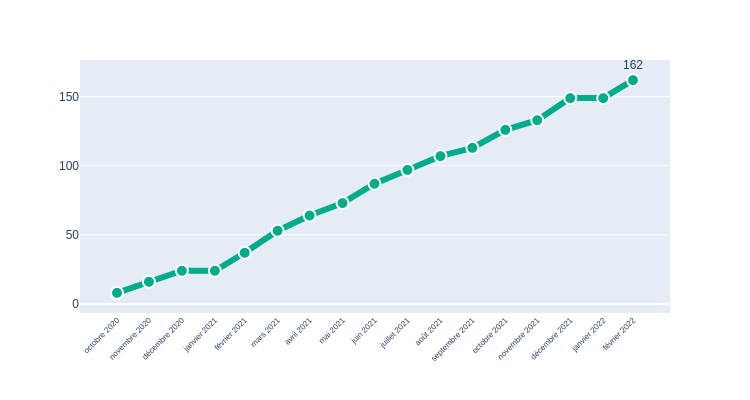 162
150
100
50
0
octobre 2020
novembre 2020
décembre 2020
janvier 2021
février 2021
mars 2021
avril 2021
mai 2021
juin 2021
juillet 2021
août 2021
septembre 2021
octobre 2021
novembre 2021
décembre 2021
janvier 2022
février 2022